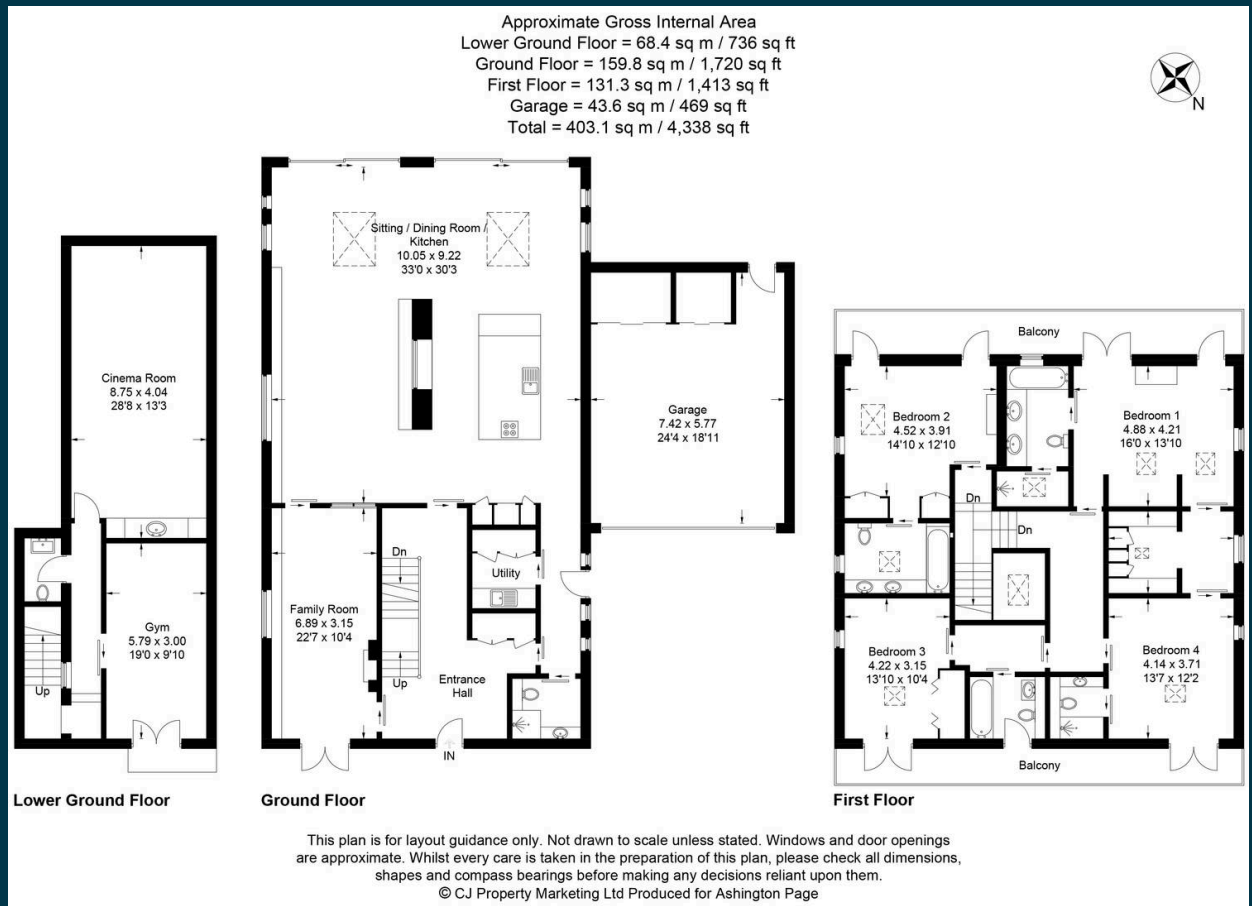 Approximate Gross Internal Area
Lower Ground Floor = 68.4 sq m / 736 sq ft
Ground Floor = 159.8 sq m / 1,720 sq ft
First Floor = 131.3 sq m / 1,413 sq ft
Garage = 43.6 sq m / 469 sq ft
Total = 403.1 sq m / 4,338 sq ft
N
Cinema Room
8.75 x 4.04
28'8 x 13'3
Gym
5.79 x 3.00
19'0 x 9'10
Up
Lower Ground Floor
Sitting / Dining Room /
Kitchen
10.05 x 9.22
33'0 x 30'3
Garage
7.42 x 5.77
24'4 x 18'11
Dn
Utility
Family Room
6.89 x 3.15
22'7 x 10'4
Up
Entrance
Hall
IN
Ground Floor
Balcony
Bedroom 2
4.52 x 3.91
14'10 x 12'10
Bedroom 1
4.88 x 4.21
16'0 x 13'10
Dn
Dn
Bedroom 3
4.22 x 3.15
13'10 x 10'4
Bedroom 4
4.14 x 3.71
13'7 x 12'2
Balcony
First Floor
This plan is for layout guidance only. Not drawn to scale unless stated. Windows and door openings
are approximate. Whilst every care is taken in the preparation of this plan, please check all dimensions,
shapes and compass bearings before making any decisions reliant upon them.
© CJ Property Marketing Ltd Produced for Ashington Page